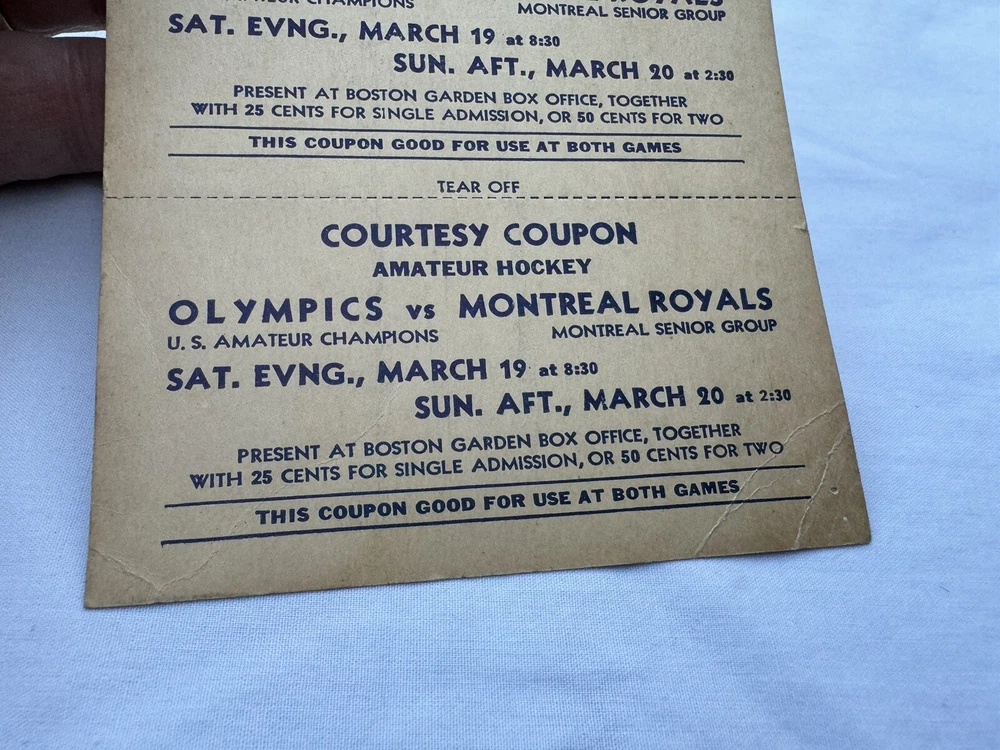 CHAMPIONS
ROYALS
MONTREAL SENIOR GROUP
SAT. EVNG., MARCH 19 at 8:30
SUN. AFT., MARCH 20 at 2:30
PRESENT AT BOSTON GARDEN BOX OFFICE, TOGETHER
WITH 25 CENTS FOR SINGLE ADMISSION, OR 50 CENTS FOR TWO
THIS COUPON GOOD FOR USE AT BOTH GAMES
TEAR OFF
COURTESY COUPON
AMATEUR HOCKEY
OLYMPICS vs MONTREAL ROYALS
U. S. AMATEUR CHAMPIONS MONTREAL SENIOR GROUP
SAT. EVNG., MARCH 19 at 8:30
SUN. AFT., MARCH 20 at 2:30
PRESENT AT BOSTON GARDEN BOX OFFICE, TOGETHER
WITH 25 CENTS FOR SINGLE ADMISSION, OR 50 CENTS FOR TWO
THIS COUPON GOOD FOR USE AT BOTH GAMES